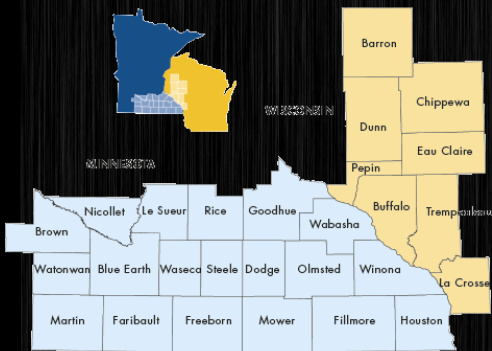 Barron
WISCONSIN
Chippewa
Dunn
Eau Claire
MINNESOTA
Pepin
Nicollet
Le Sueur
Rice
Goodhue
Buffalo
Trempealeau
Brown
Wabasha
Watonwan
Blue Earth
Waseca
Steele
Dodge
Olmsted
Winona
La Crosse
Martin
Faribault
Freeborn
Mower
Fillmore
Houston